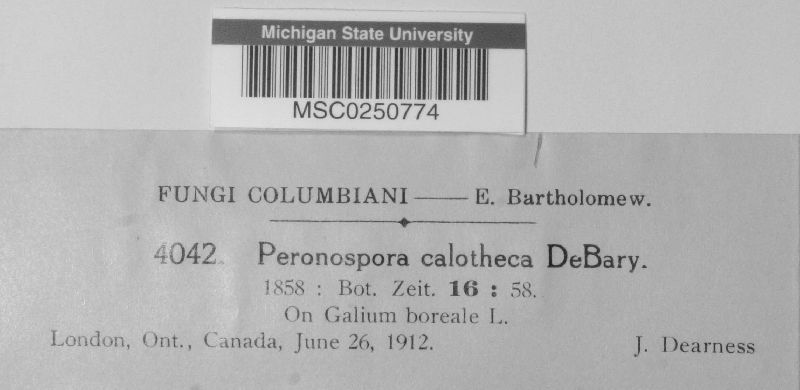 Michigan State University
MSC0250774
FUNGI COLUMBIANI —— E. Bartholomew.
4042. Peronospora calotheca DeBary.
1858 : Bot. Zeit. 16 : 58.
On Galium boreale L.
London, Ont., Canada, June 26, 1912. J. Dearness